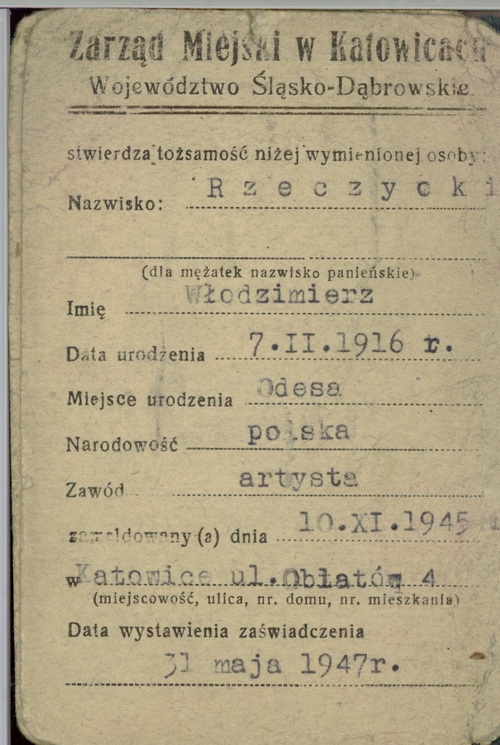 Zarząd Miejski w Katowicach
Województwo Śląsko-Dąbrowskie
stwierdza tożsamość niżej wymienionej osoby:
Nazwisko: Rzeczycki
(dla mężatek nazwisko panieńskie)
Imię Włodzimierz
Data urodzenia 7.II.1916 r.
Miejsce urodzenia Odesa
Narodowość polska
Zawód artysta
zameldowany (a) dnia 10.XI.1945
w Katowice ul. Obłatów 4
(miejscowość, ulica, nr. domu, nr. mieszkania)
Data wystawienia zaświadczenia
31 maja 1947r.